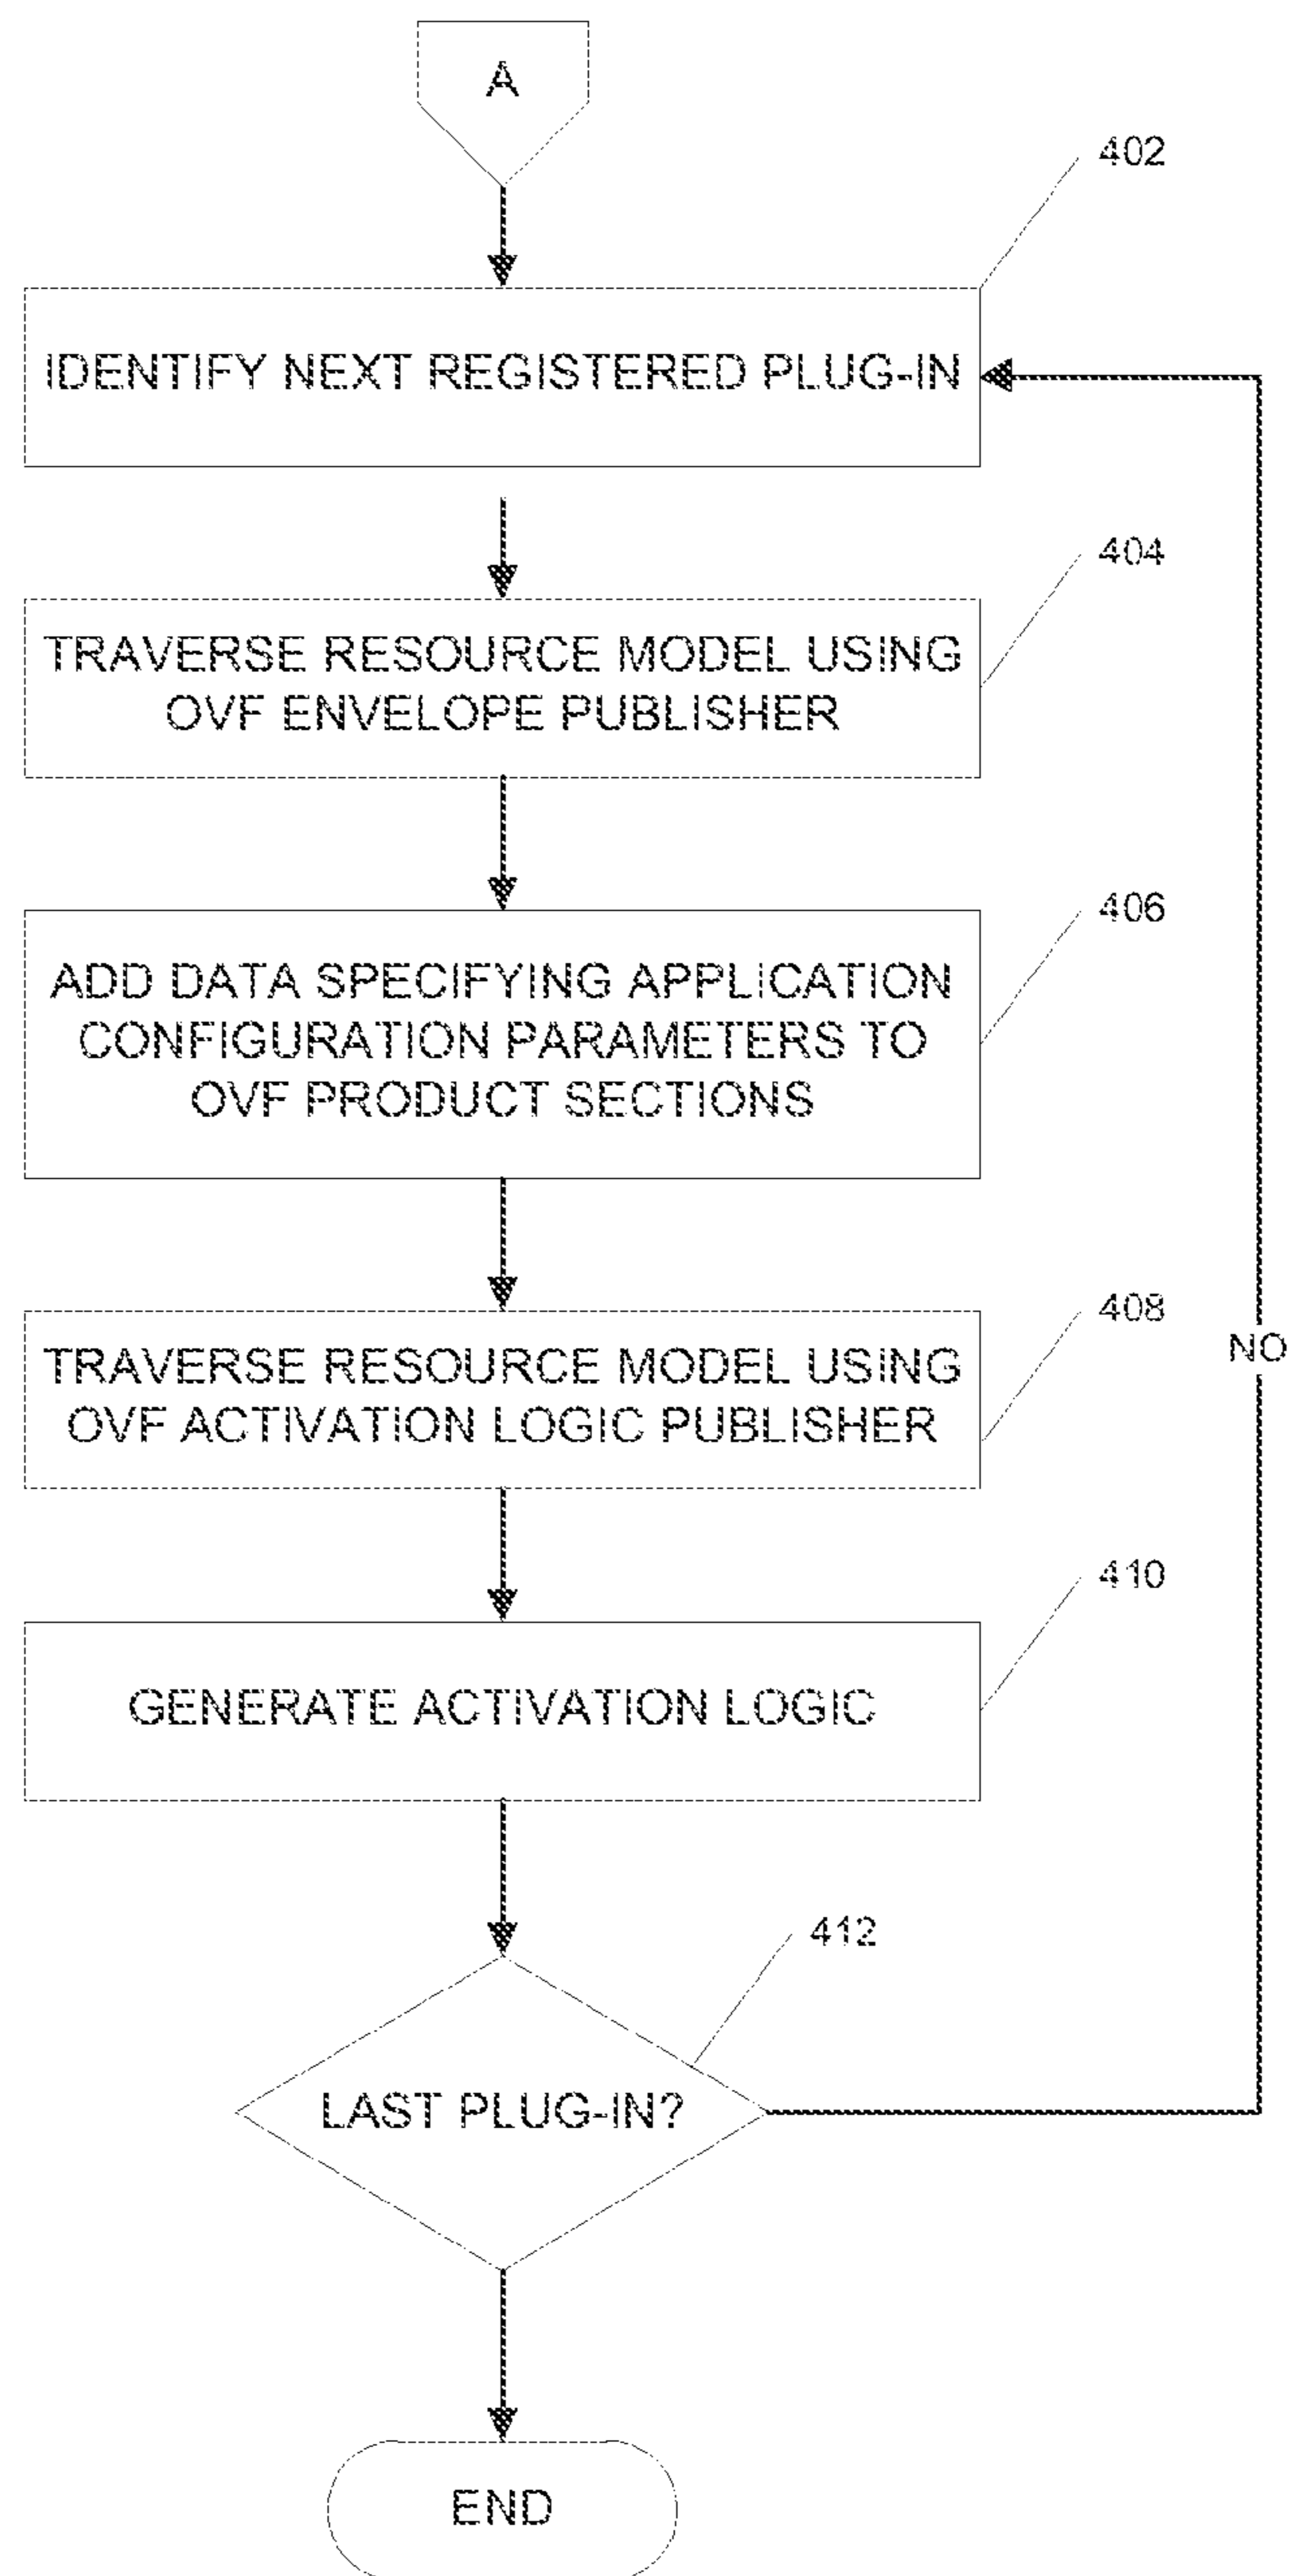 A
402
IDENTIFY NEXT REGISTERED PLUG-IN
404
TRAVERSE RESOURCE MODEL USING
OVF ENVELOPE PUBLISHER
406
ADD DATA SPECIFYING APPLICATION
CONFIGURATION PARAMETERS TO
OVF PRODUCT SECTIONS
408
TRAVERSE RESOURCE MODEL USING
OVF ACTIVATION LOGIC PUBLISHER
NO
410
GENERATE ACTIVATION LOGIC
412
LAST PLUG-IN?
END